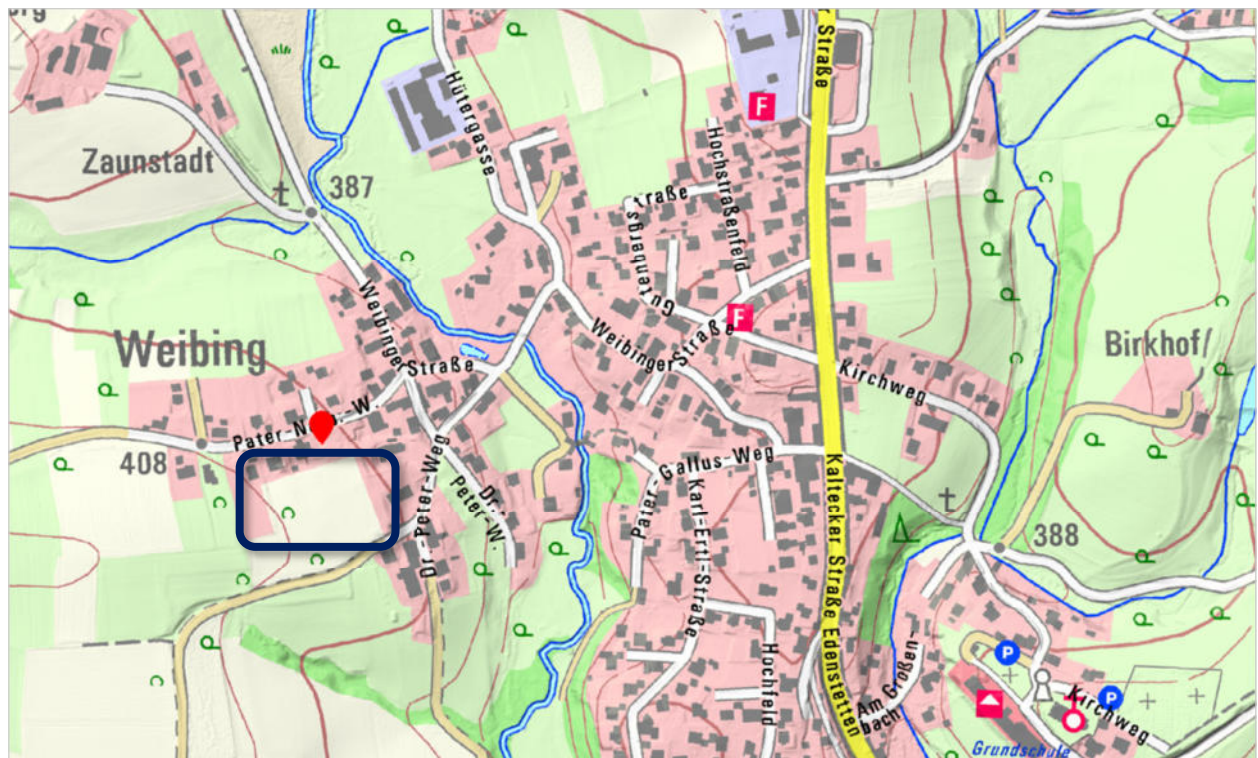 Straße
Hütergasse
F
Zaunstadt
Hochstraßenfeld
387
straße
Gutenberg
Weibinger
Straße
F
Weibing
Weibinger
Straße
Birkhof/
Kirchweg
Pater-N
.-W.
408
Pater-Gallus-Weg
Dr.-Peter-Weg
Dr.-
Peter-W.
Karl-Ertl-Straße
Kaltecker Straße Edenstetten
388
Hochfeld
Am Großen-
bach
P
P
Kirchweg
Grundschule